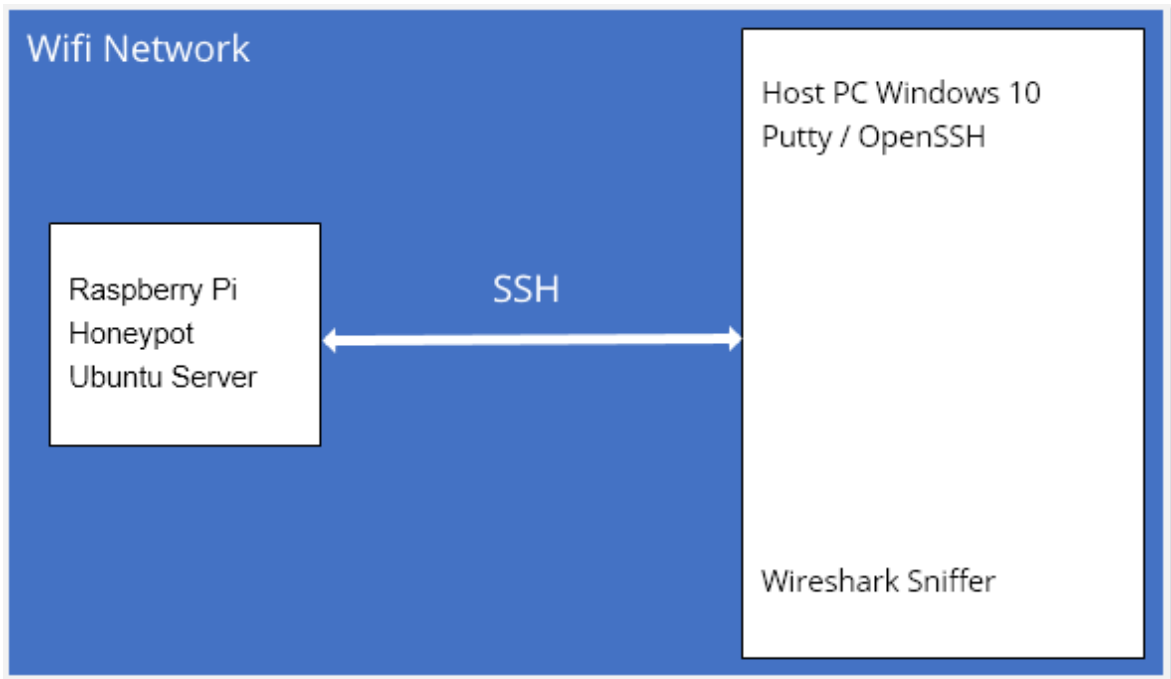 Wifi Network
Host PC Windows 10
Putty / OpenSSH
Raspberry Pi
Honeypot
Ubuntu Server
SSH
Wireshark Sniffer